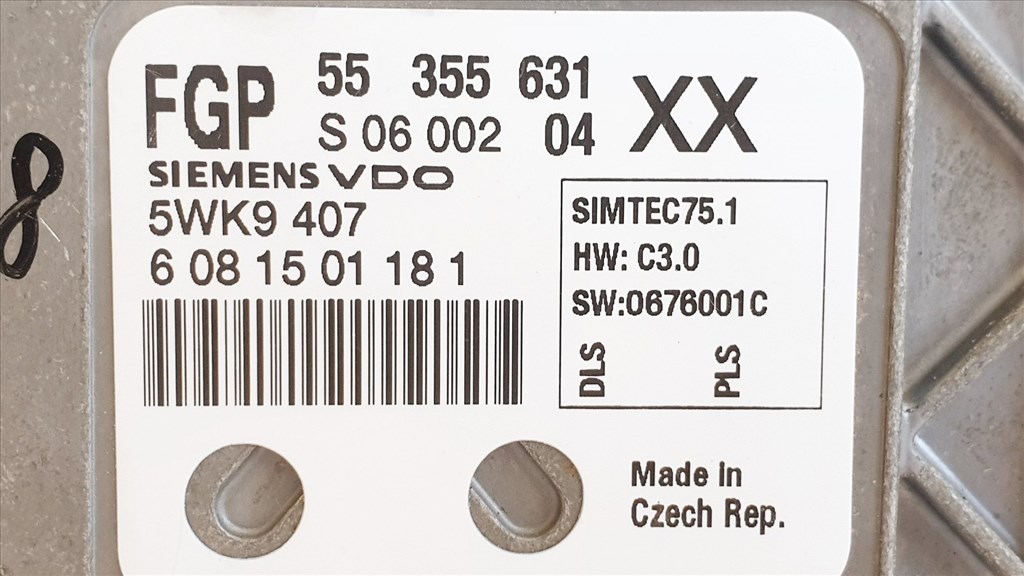 FGP 55 355 631 XX
S 06 002 04
SIEMENS VDO
5WK9 407
6 08 15 01 18 1
SIMTEC75.1
HW: C3.0
SW:0676001C
DLS PLS
Made in
Czech Rep.
8